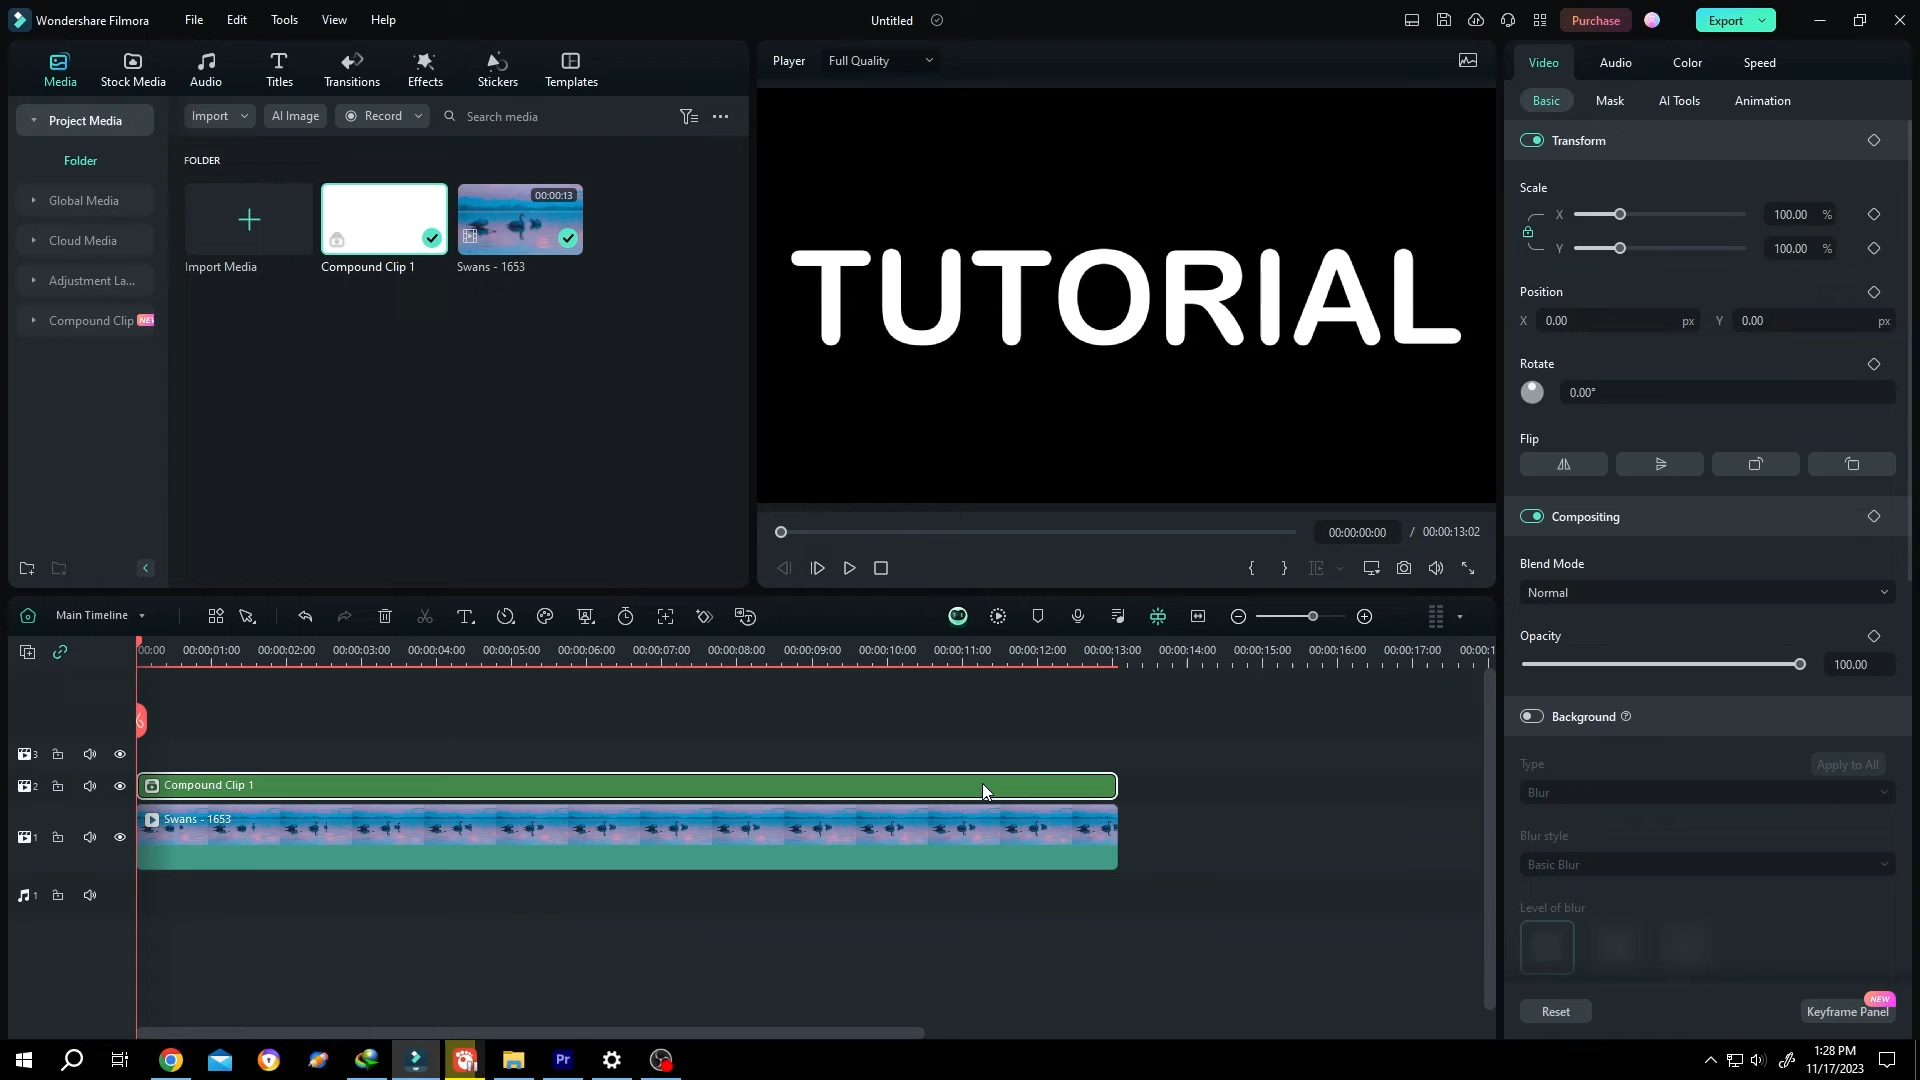 Wondershare Filmora
File
Edit
Tools
View
Help
Untitled
Purchase
Export
Media
Stock Media
Audio
Titles
Transitions
Effects
Stickers
Templates
Player
Full Quality
Video
Audio
Color
Speed
Project Media
Import
AI Image
Record
Search media
Basic
Mask
AI Tools
Animation
Folder
FOLDER
Transform
Global Media
Cloud Media
Adjustment La...
Compound Clip NEW
00:00:13
Import Media
Compound Clip 1
Swans - 1653
TUTORIAL
Scale
X
100.00
%
Y
100.00
%
Position
X
0.00
px
Y
0.00
px
Rotate
0.00°
Flip
Compositing
Blend Mode
Normal
Opacity
100.00
Background
Type
Apply to All
Blur
Blur style
Basic Blur
Level of blur
Reset
NEW
Keyframe Panel
00:00:00:00 / 00:00:13:02
Main Timeline
00:00
00:00:01:00
00:00:02:00
00:00:03:00
00:00:04:00
00:00:05:00
00:00:06:00
00:00:07:00
00:00:08:00
00:00:09:00
00:00:10:00
00:00:11:00
00:00:12:00
00:00:13:00
00:00:14:00
00:00:15:00
00:00:16:00
00:00:17:00
00:00:1
3
2
Compound Clip 1
1
Swans - 1653
1
Pr
1:28 PM
11/17/2023